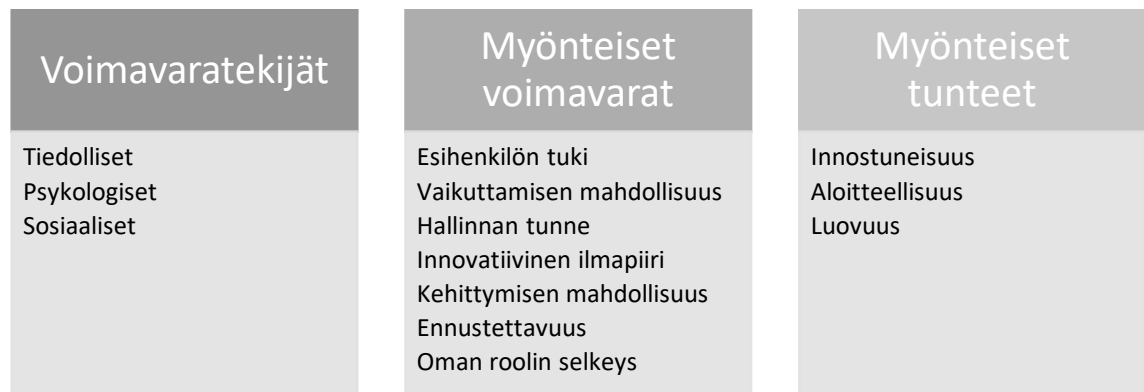 Voimavaratekijät
Tiedolliset
Psykologiset
Sosiaaliset
Myönteiset
voimavarat
Esihenkilön tuki
Vaikuttamisen mahdollisuus
Hallinnan tunne
Innovatiivinen ilmapiiri
Kehittymisen mahdollisuus
Ennustettavuus
Oman roolin selkeys
Myönteiset
tunteet
Innostuneisuus
Aloitteellisuus
Luovuus